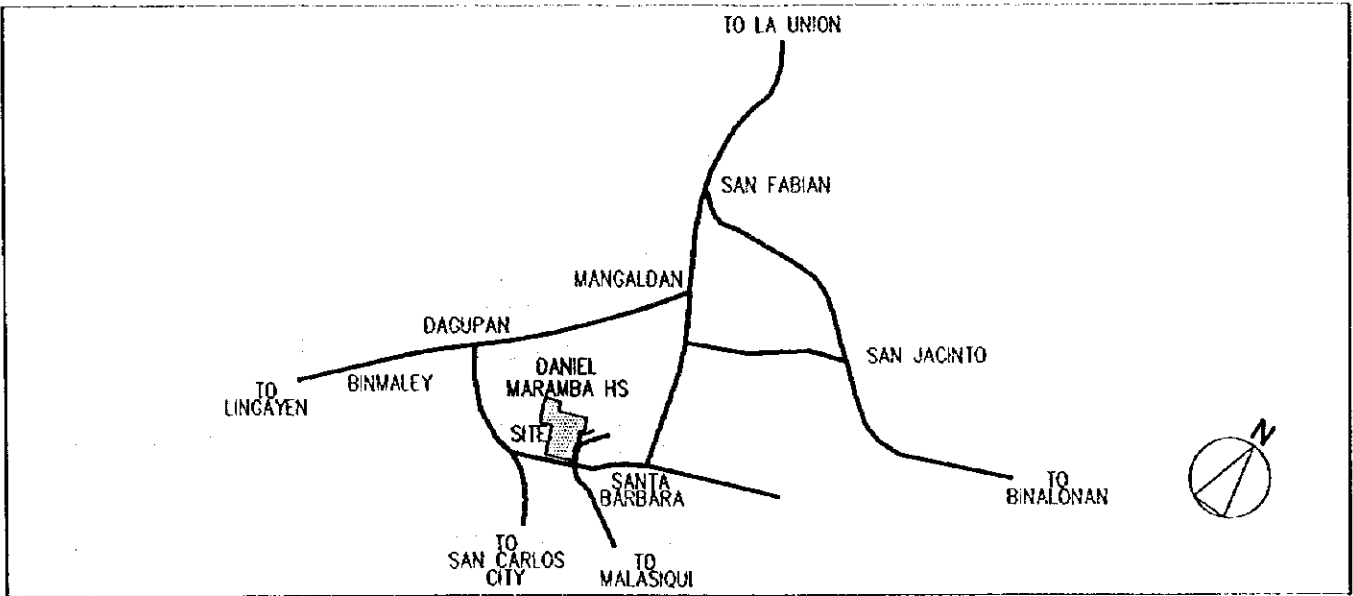 TO LA UNION
SAN FABIAN
MANGALDAN
DAGUPAN
SAN JACINTO
DANIEL
MARAMBA HS
BINMALEY
TO
LINGAYEN
SITE
SANTA
BARBARA
TO
BINALONAN
N
TO
SAN CARLOS
CITY
TO
MALASIQUI